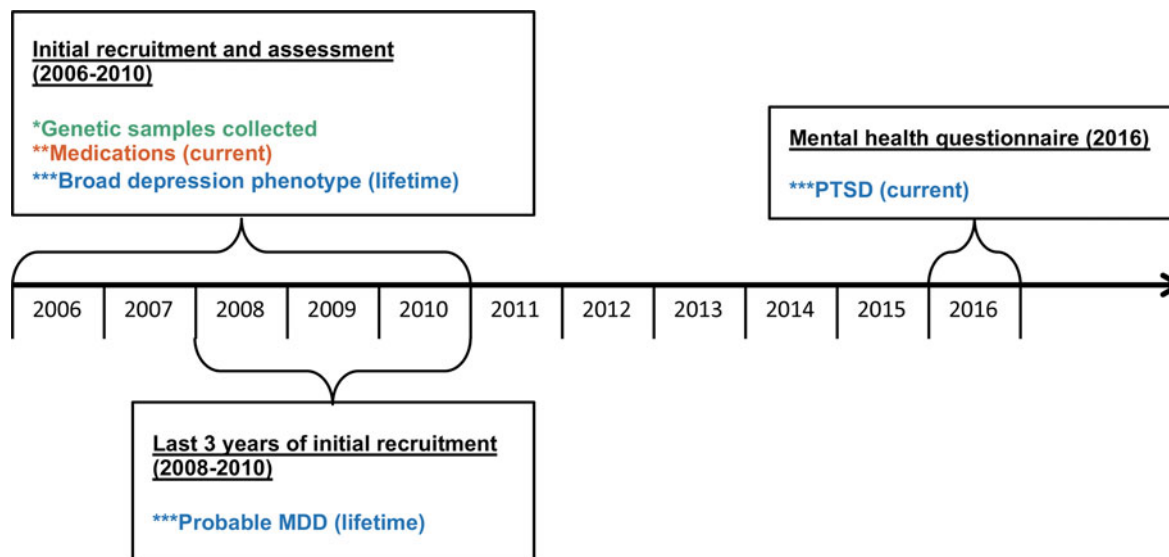 Initial recruitment and assessment
(2006-2010)
*Genetic samples collected
**Medications (current)
***Broad depression phenotype (lifetime)
Mental health questionnaire (2016)
***PTSD (current)
2006 2007 2008 2009 2010 2011 2012 2013 2014 2015 2016
Last 3 years of initial recruitment
(2008-2010)
***Probable MDD (lifetime)